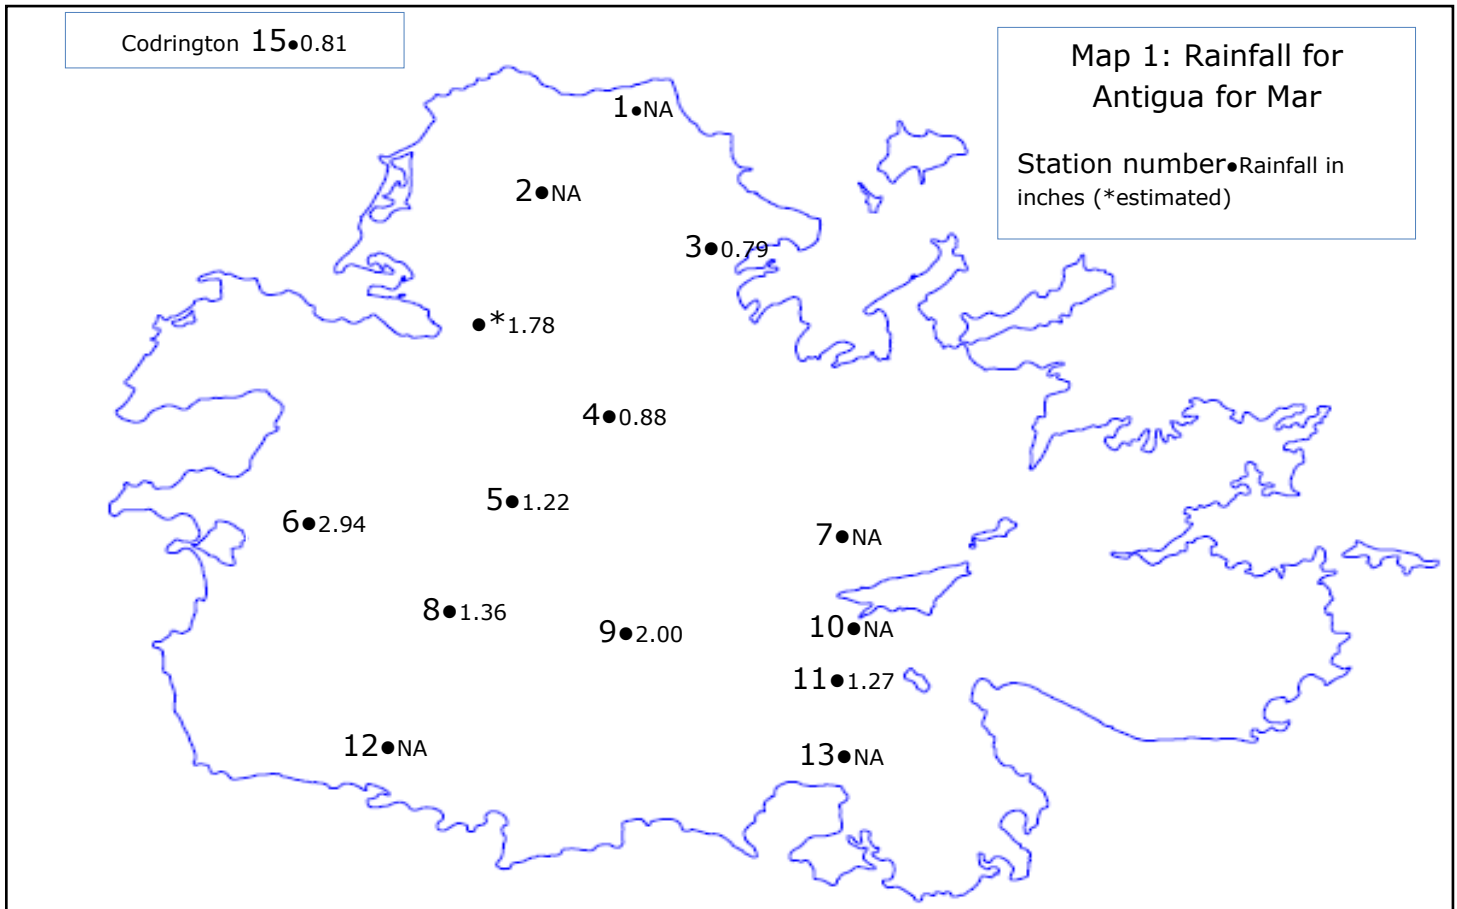 Codrington 15●0.81
Map 1: Rainfall for
Antigua for Mar
Station number●Rainfall in
inches (*estimated)
1●NA
2●NA
3●0.79
●*1.78
4●0.88
5●1.22
6●2.94
7●NA
8●1.36
9●2.00
10●NA
11●1.27
12●NA
13●NA